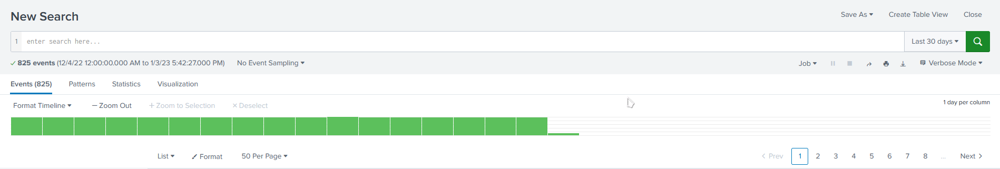 New Search
Save As
Create Table View
Close
1
enter search here...
Last 30 days
825 events (12/4/22 12:00:00.000 AM to 1/3/23 5:42:27.000 PM)
No Event Sampling
Job
Verbose Mode
Events (825)
Patterns
Statistics
Visualization
Format Timeline
— Zoom Out
+ Zoom to Selection
× Deselect
1 day per column
List
Format
50 Per Page
< Prev
1
2
3
4
5
6
7
8
...
Next >